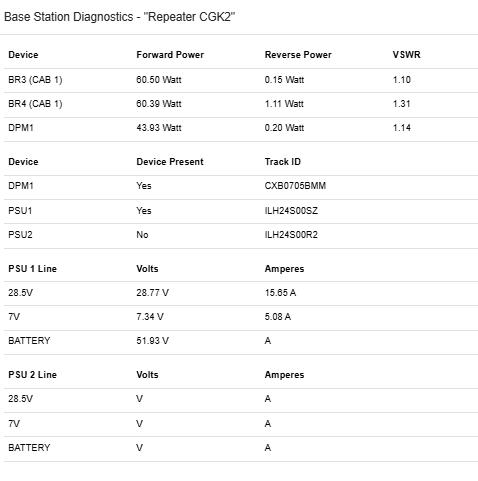 Base Station Diagnostics - "Repeater CGK2"
Device Forward Power Reverse Power VSWR
BR3 (CAB 1) 60.50 Watt 0.15 Watt 1.10
BR4 (CAB 1) 60.39 Watt 1.11 Watt 1.31
DPM1 43.93 Watt 0.20 Watt 1.14
Device Device Present Track ID
DPM1 Yes CXB0705BMM
PSU1 Yes ILH24S00SZ
PSU2 No ILH24S00R2
PSU 1 Line Volts Amperes
28.5V 28.77 V 15.65 A
7V 7.34 V 5.08 A
BATTERY 51.93 V A
PSU 2 Line Volts Amperes
28.5V V A
7V V A
BATTERY V A